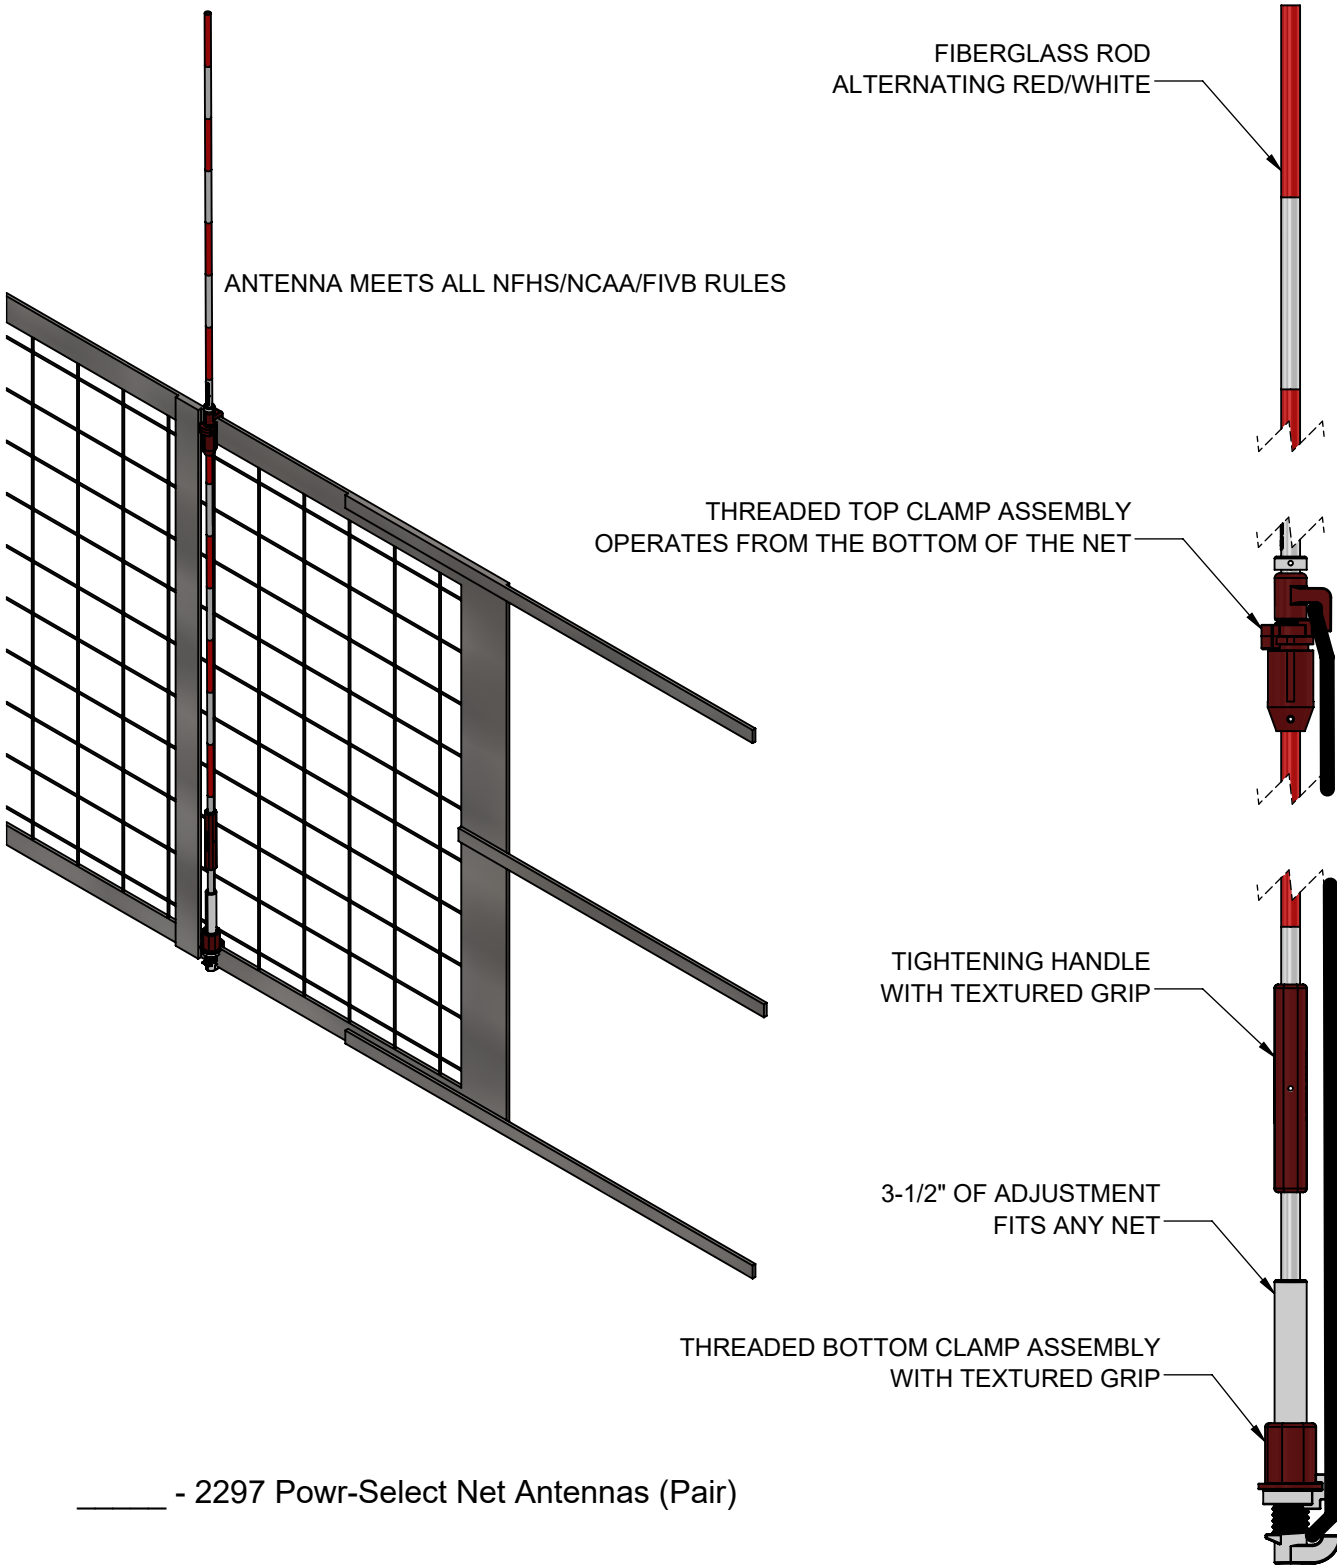 FIBERGLASS ROD
ALTERNATING RED/WHITE
ANTENNA MEETS ALL NFHS/NCAA/FIVB RULES
THREADED TOP CLAMP ASSEMBLY
OPERATES FROM THE BOTTOM OF THE NET
TIGHTENING HANDLE
WITH TEXTURED GRIP
3-1/2" OF ADJUSTMENT
FITS ANY NET
THREADED BOTTOM CLAMP ASSEMBLY
WITH TEXTURED GRIP
_____ - 2297 Powr-Select Net Antennas (Pair)